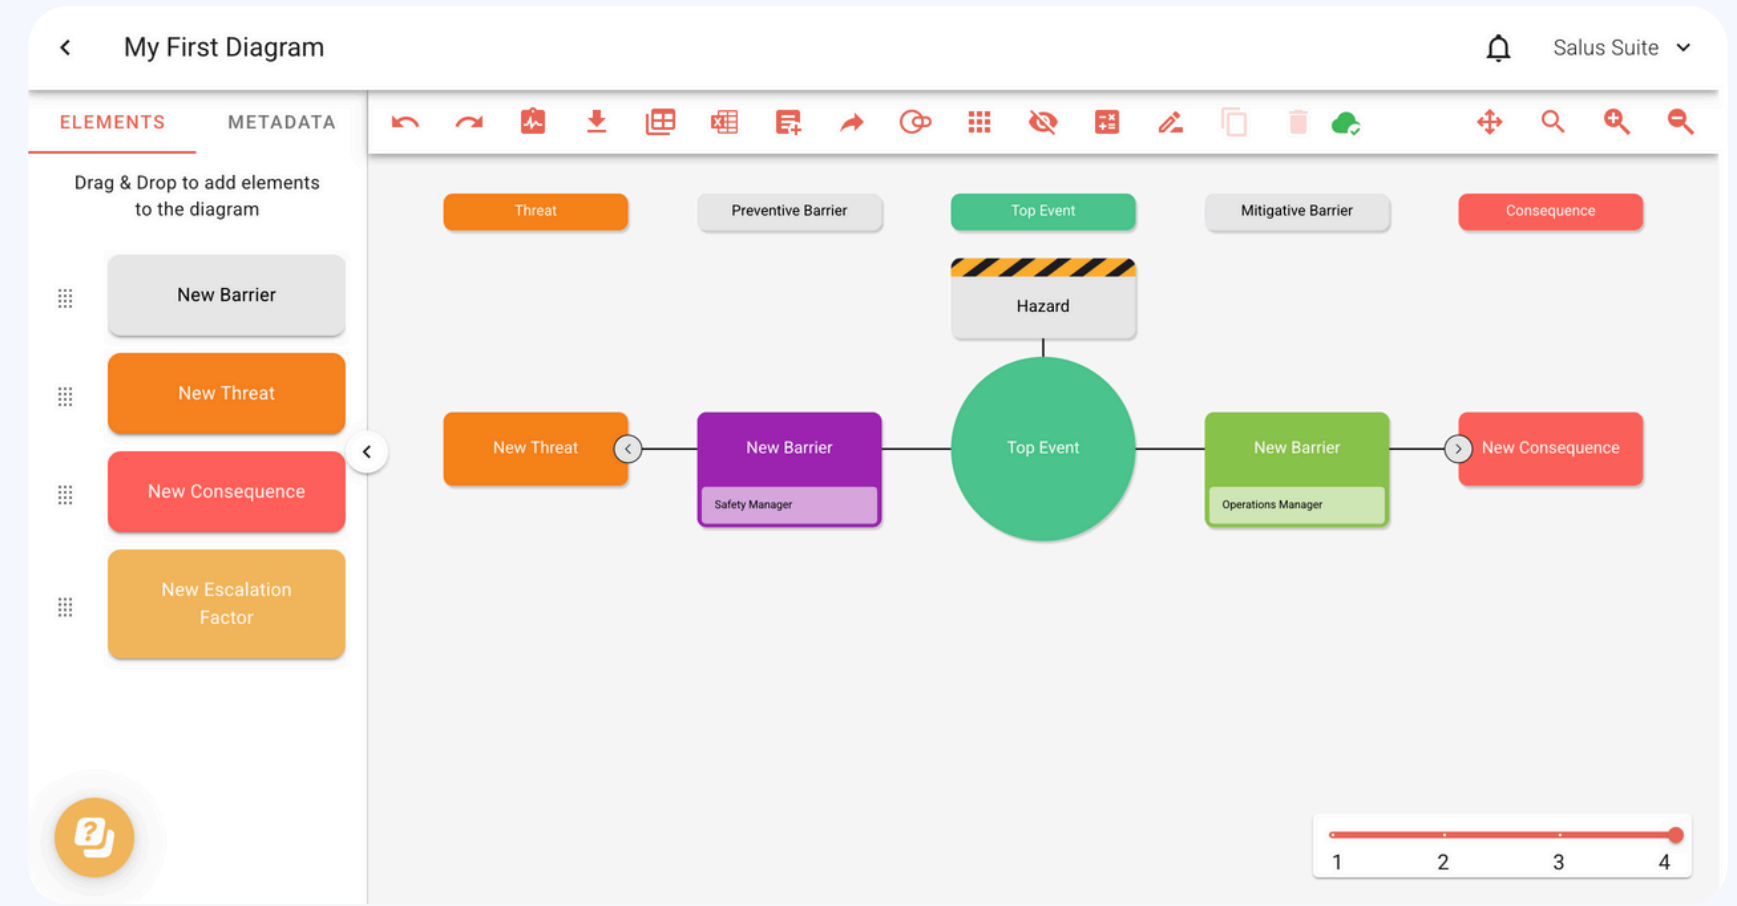 My First Diagram
Salus Suite
ELEMENTS
METADATA
Drag & Drop to add elements
to the diagram
New Barrier
New Threat
New Consequence
New Escalation
Factor
Threat
Preventive Barrier
Top Event
Mitigative Barrier
Consequence
Hazard
New Threat
New Barrier
Safety Manager
Top Event
New Barrier
Operations Manager
New Consequence
1 2 3 4